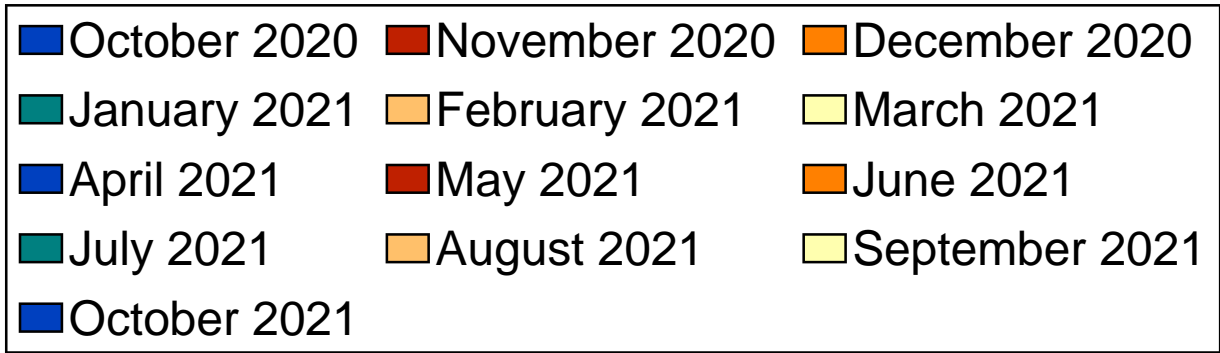 October 2020 November 2020 December 2020
January 2021 February 2021 March 2021
April 2021 May 2021 June 2021
July 2021 August 2021 September 2021
October 2021